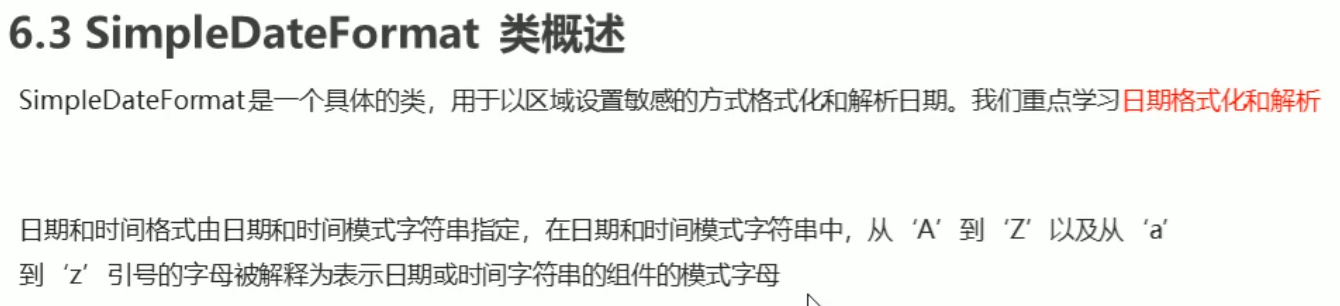 6.3 SimpleDateFormat 类概述
SimpleDateFormat是一个具体的类，用于以区域设置敏感的方式格式化和解析日期。我们重点学习日期格式化和解析
日期和时间格式由日期和时间模式字符串指定，在日期和时间模式字符串中，从‘A’到‘Z’以及从‘a’
到‘z’引号的字母被解释为表示日期或时间字符串的组件的模式字母